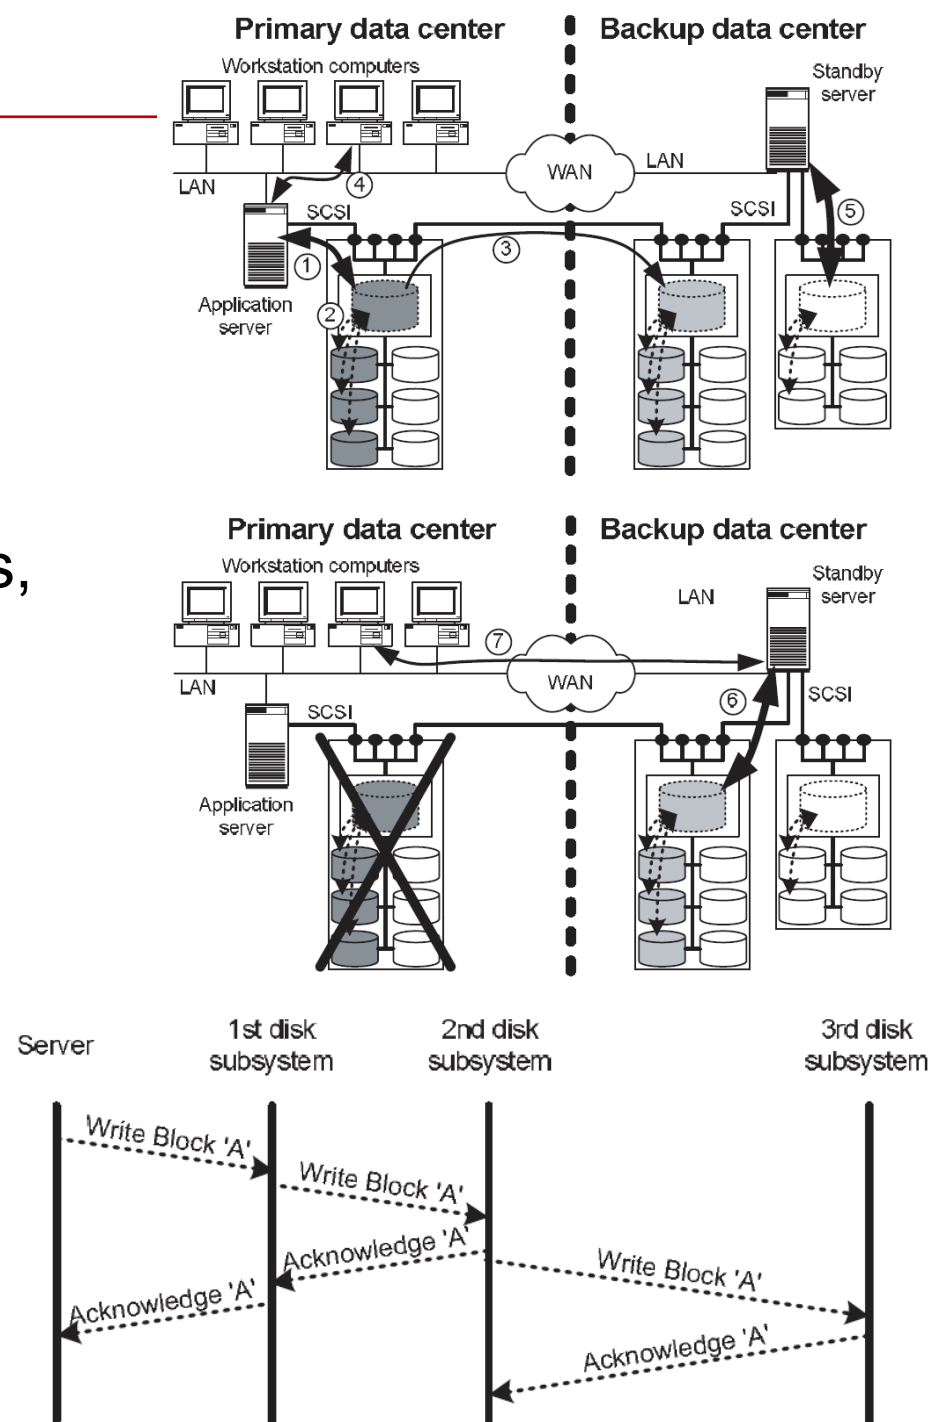 Primary data center
Backup data center
Workstation computers
Standby
server
LAN
WAN
LAN
4
SCSI
SCSI
5
3
1
Application
server
2
s,
Primary data center
Backup data center
Workstation computers
Standby
server
LAN
7
LAN
WAN
SCSI
6
SCSI
Application
server
Server
1st disk
subsystem
2nd disk
subsystem
3rd disk
subsystem
Write Block 'A'
Write Block 'A'
Acknowledge 'A'
Write Block 'A'
Acknowledge 'A'
Acknowledge 'A'